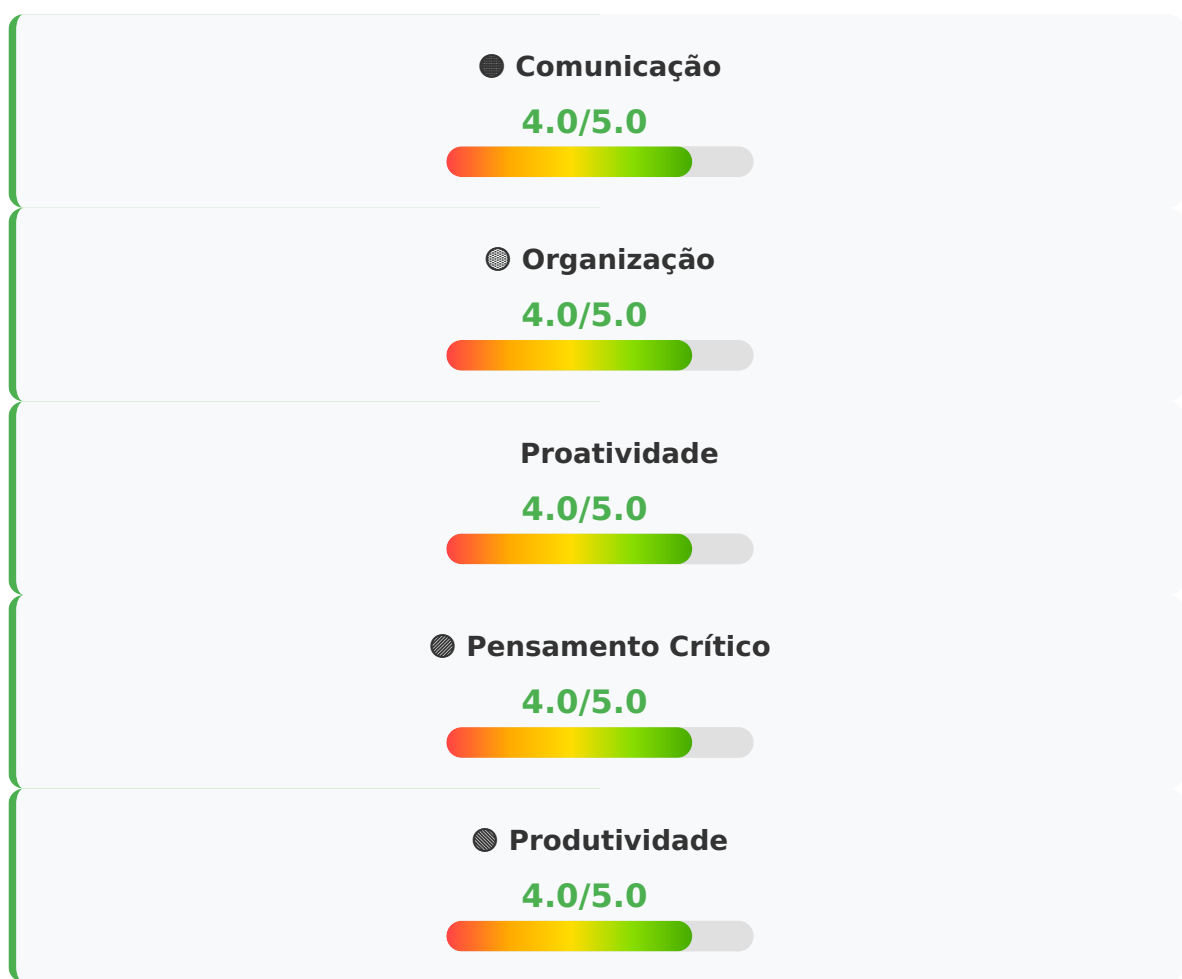 Comunicação
4.0/5.0
Organização
4.0/5.0
Proatividade
4.0/5.0
Pensamento Crítico
4.0/5.0
Produtividade
4.0/5.0